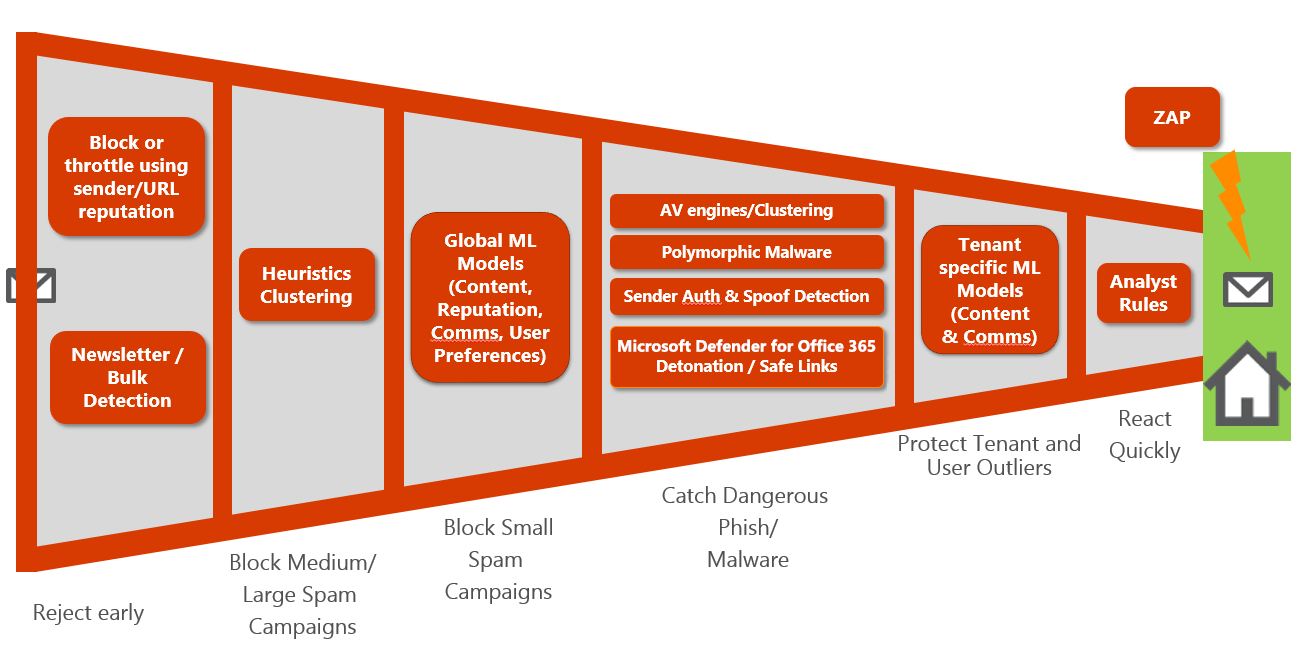 Block or
throttle using
sender/URL
reputation
Newsletter /
Bulk
Detection
Reject early
Heuristics
Clustering
Block Medium/
Large Spam
Campaigns
Global ML
Models
(Content,
Reputation,
Comms, User
Preferences)
Block Small
Spam
Campaigns
AV engines/Clustering
Polymorphic Malware
Sender Auth & Spoof Detection
Microsoft Defender for Office 365
Detonation / Safe Links
Catch Dangerous
Phish/
Malware
Tenant
specific ML
Models
(Content
& Comms)
Protect Tenant and
User Outliers
Analyst
Rules
React
Quickly
ZAP